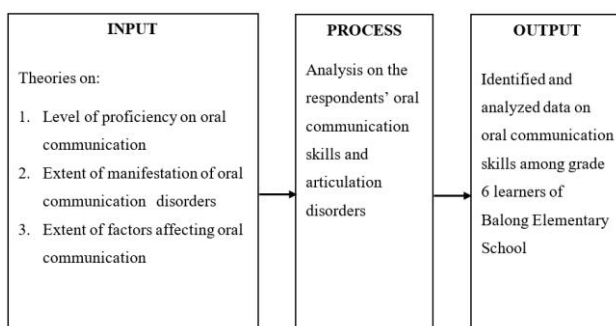 INPUT
Theories on:
1. Level of proficiency on oral
communication
2. Extent of manifestation of oral
communication disorders
3. Extent of factors affecting oral
communication
PROCESS
Analysis on the
respondents' oral
communication
skills and
articulation
disorders
OUTPUT
Identified and
analyzed data on
oral communication
skills among grade
6 learners of
Balong Elementary
School